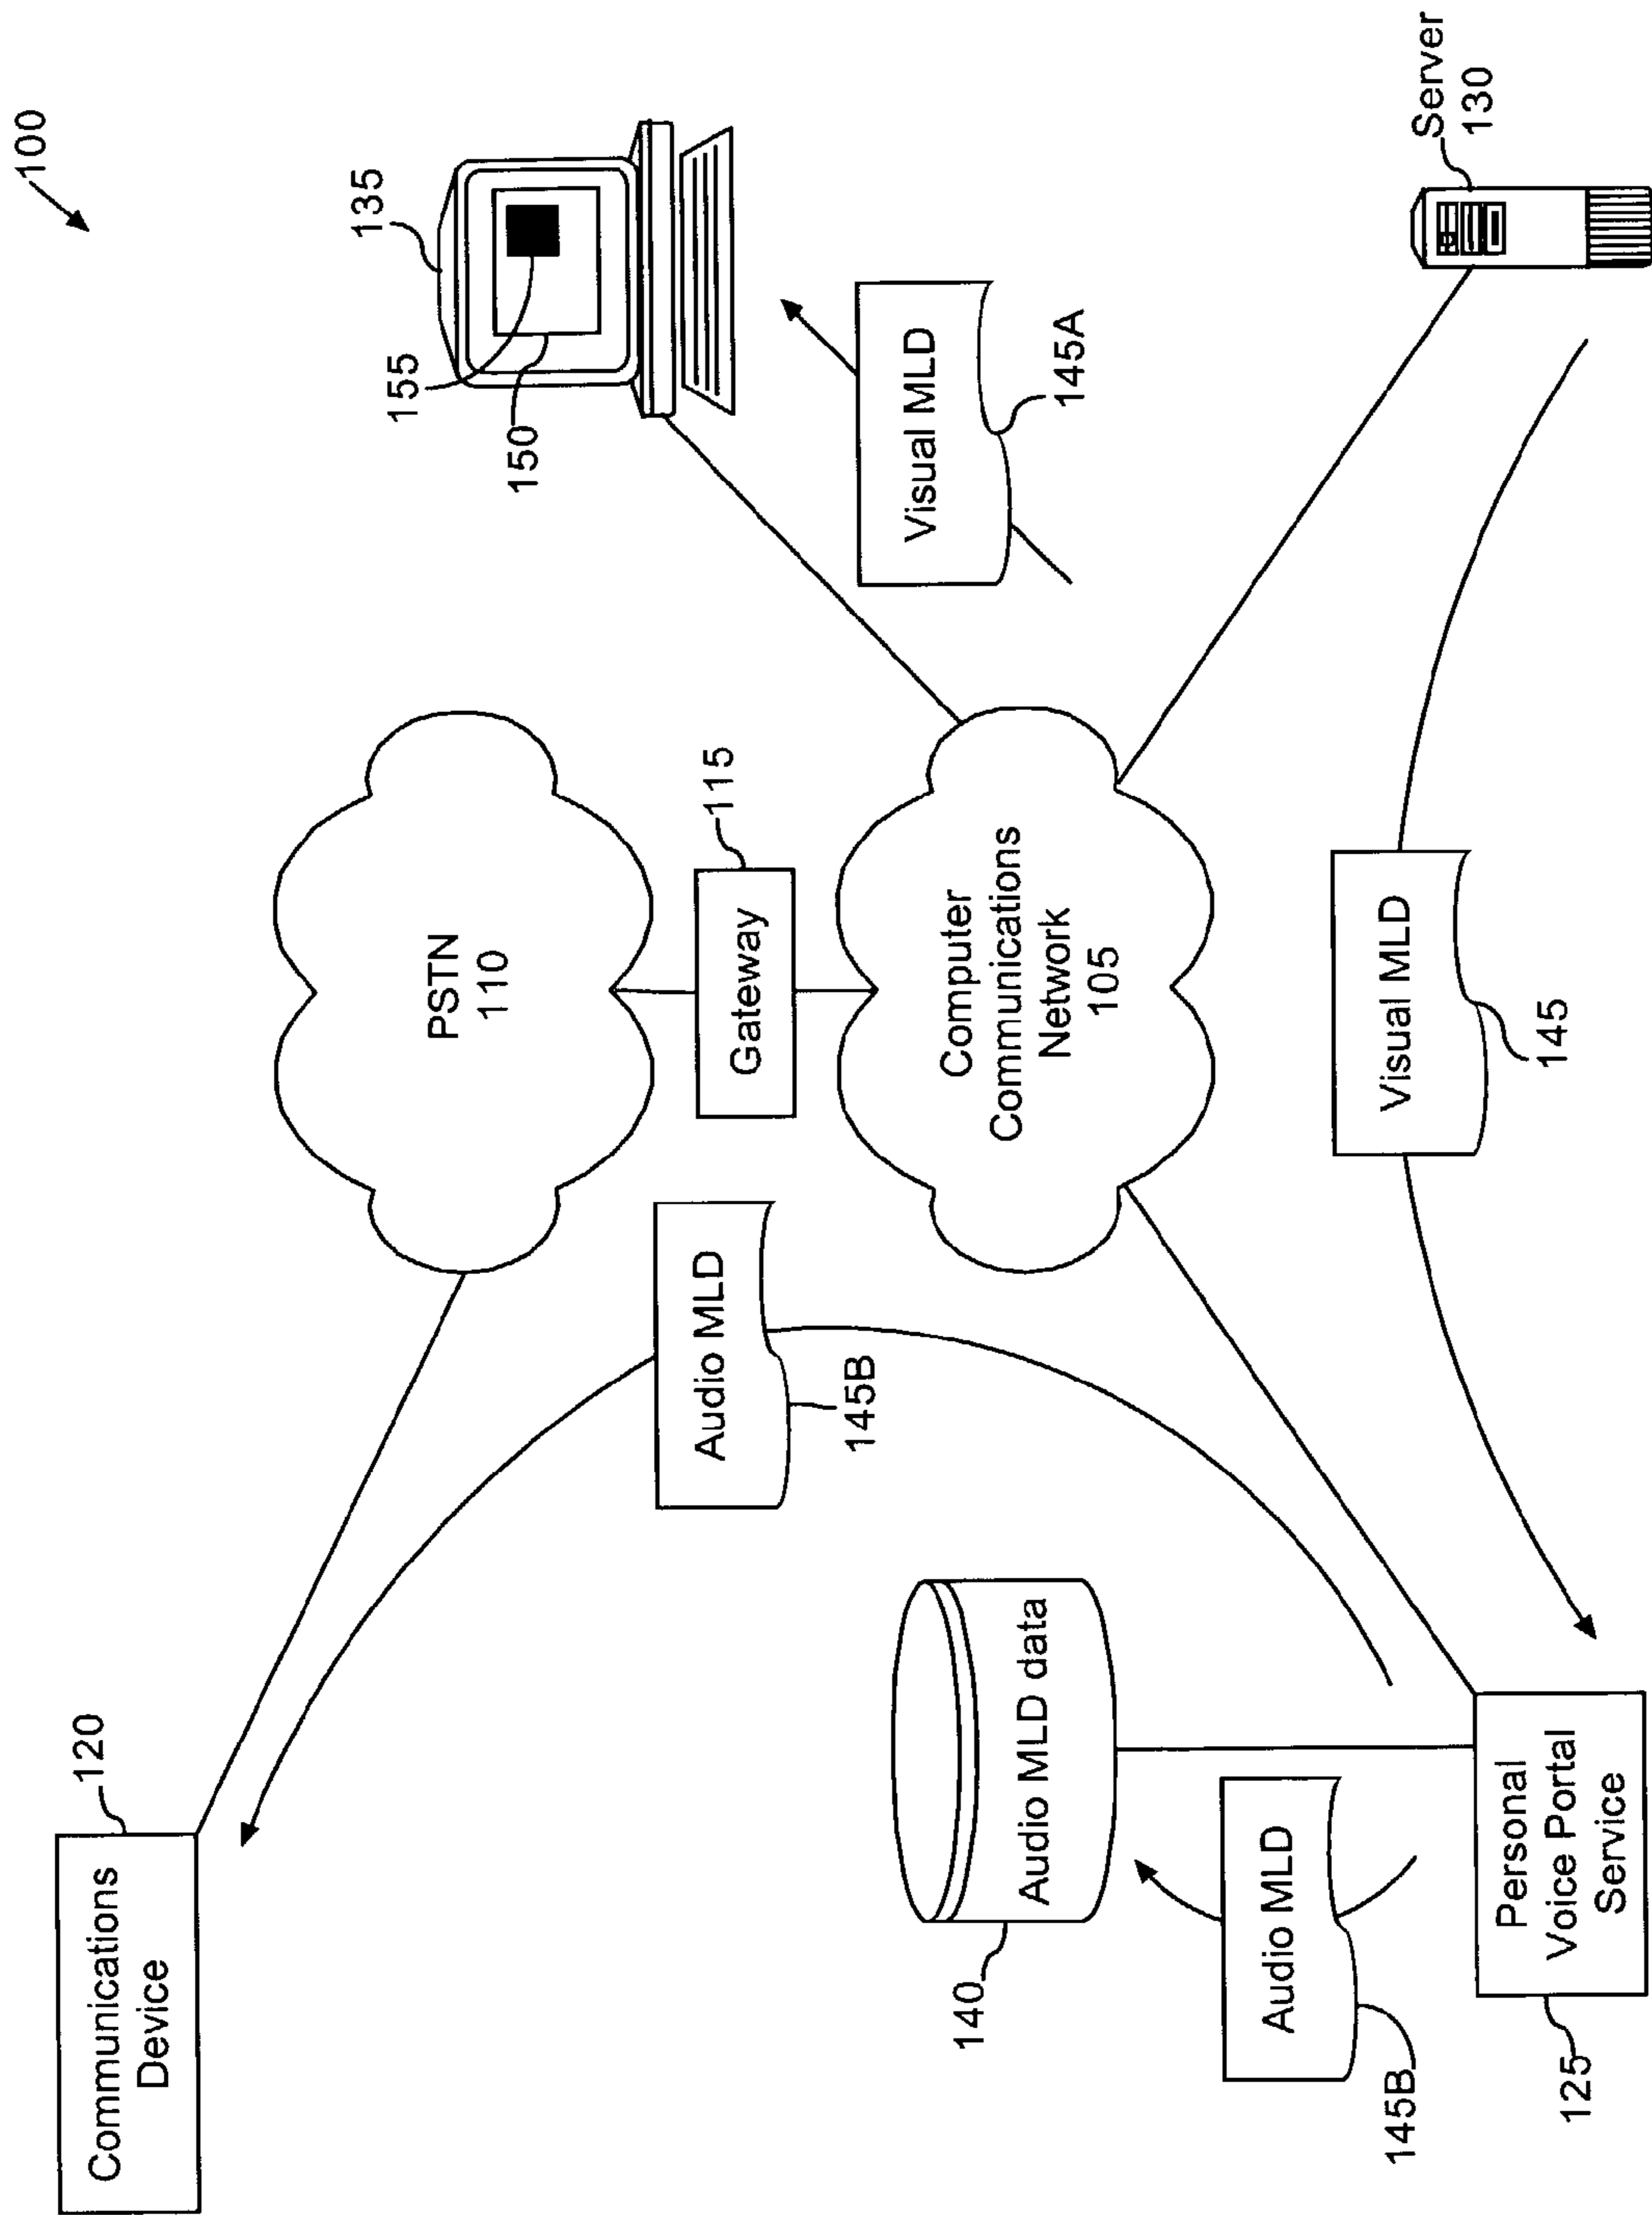 100
Communications
Device
120
PSTN
110
135
155
150
Gateway
115
Audio MLD
145B
Visual MLD
145A
Audio MLD data
140
Computer
Communications
Network
105
Audio MLD
145B
Personal
Voice Portal
Service
125
Visual MLD
145
Server
130